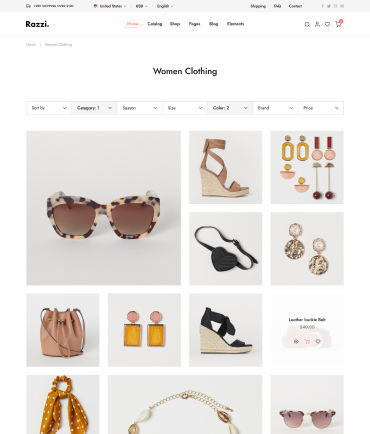 FREE SHIPPING OVER $100
United States
USD
English
Shipping
FAQ
Contact
Razzi.
Home
Catalog
Shop
Pages
Blog
Elements
Home > Women Clothing
Women Clothing
Sort by
Category: 1
Season
Size
Color: 2
Brand
Price
Leather buckle Belt
$40.00